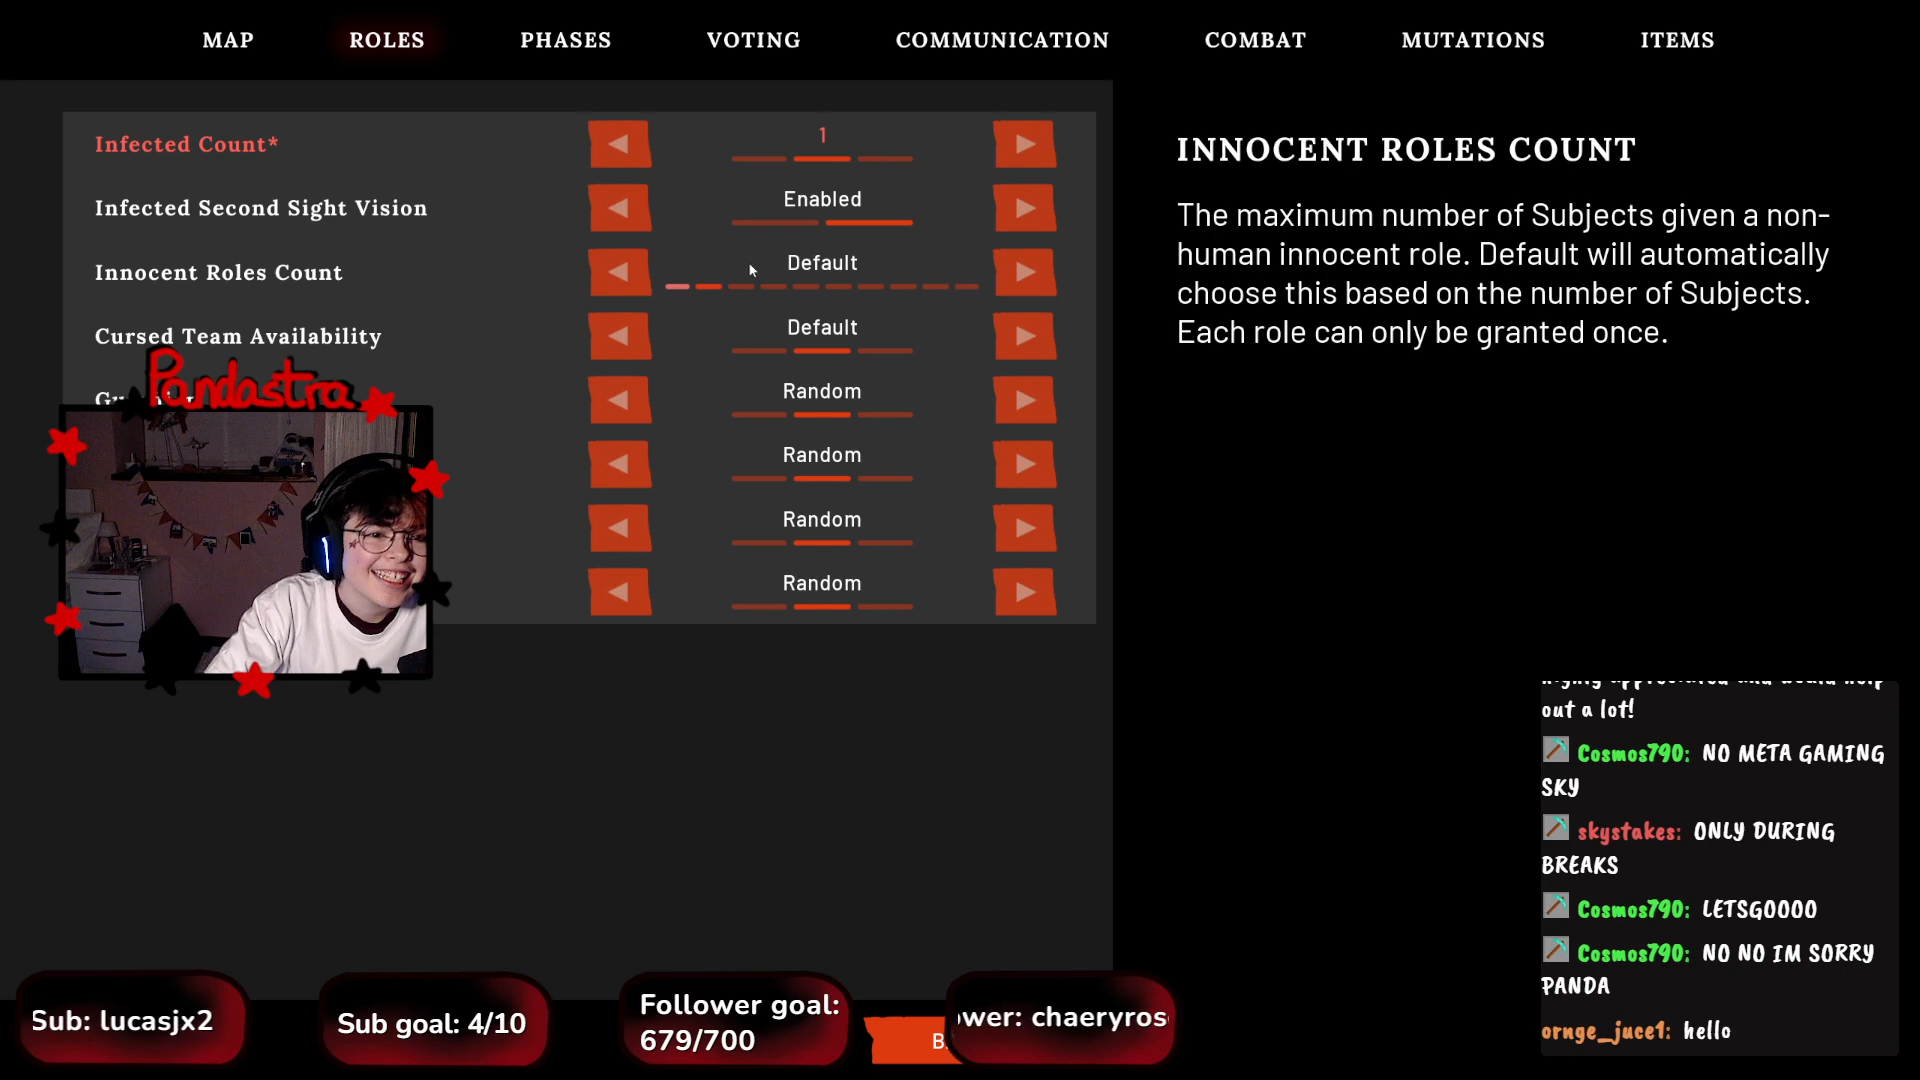 MAP ROLES PHASES VOTING COMMUNICATION COMBAT MUTATIONS ITEMS
Infected Count* 1
Infected Second Sight Vision Enabled
Innocent Roles Count Default
Cursed Team Availability Default
Random
Random
Random
Random
Pandastra
INNOCENT ROLES COUNT
The maximum number of Subjects given a non-
human innocent role. Default will automatically
choose this based on the number of Subjects.
Each role can only be granted once.
out a lot!
Cosmos790: NO META GAMING
SKY
skystakes: ONLY DURING
BREAKS
Cosmos790: LETSGOOOO
Cosmos790: NO NO IM SORRY
PANDA
ornge_juce1: hello
Sub: lucasjx2
Sub goal: 4/10
Follower goal:
679/700
ower: chaeryros